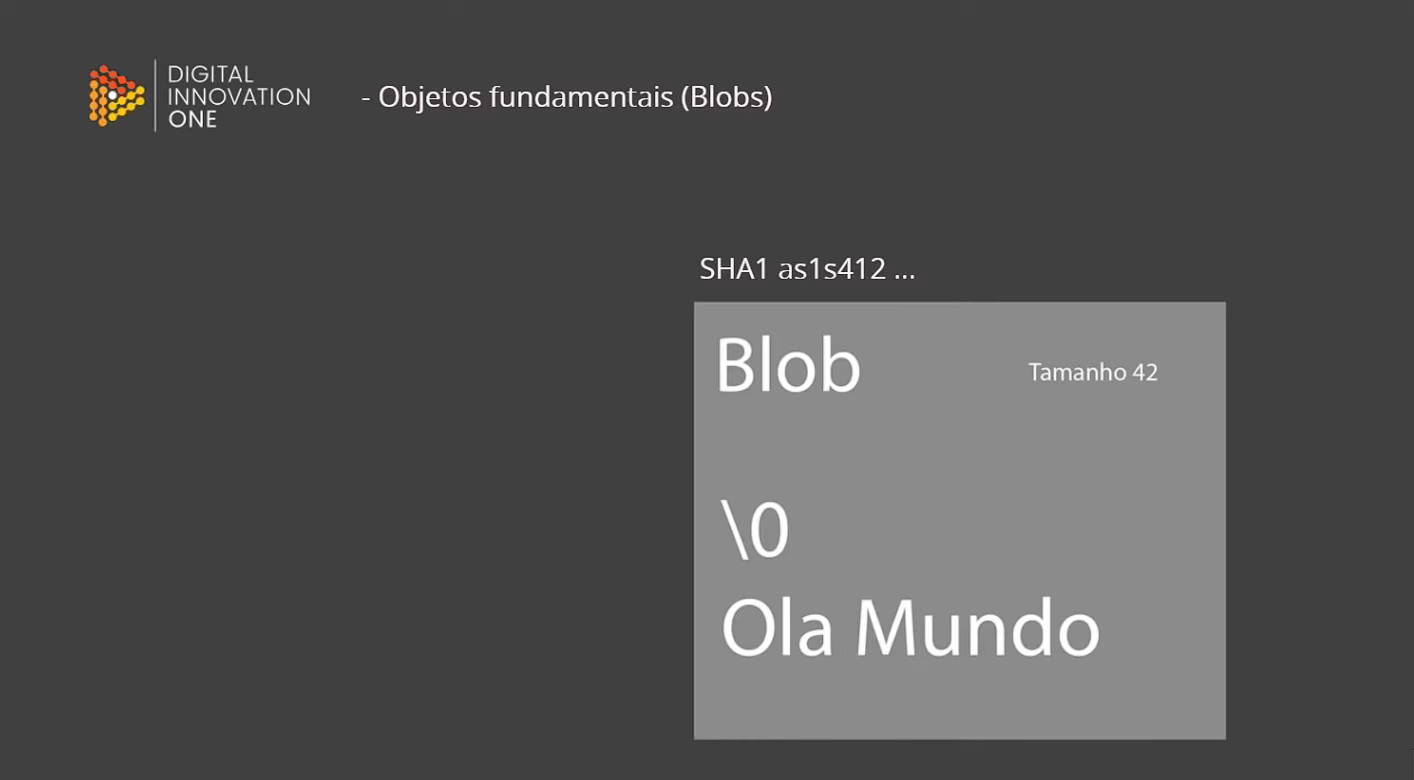 DIGITAL
INNOVATION
ONE
- Objetos fundamentais (Blobs)
SHA1 as1s412 ...
Blob
Tamanho 42
\0
Ola Mundo